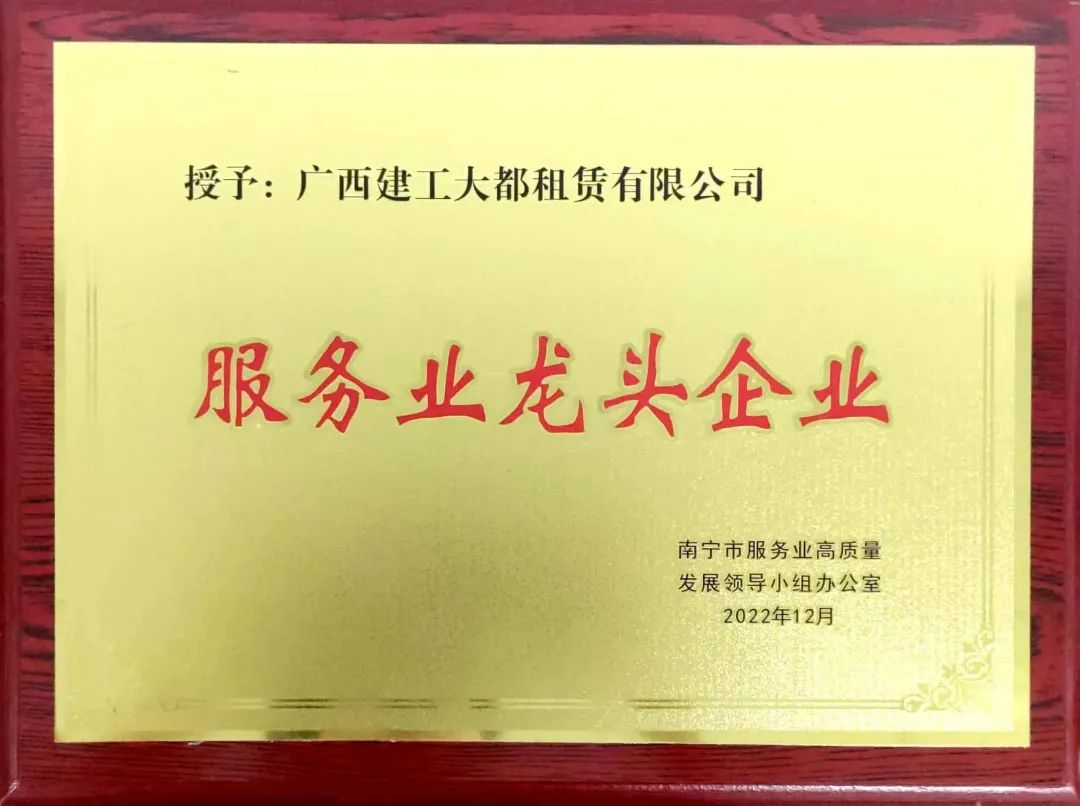 授予：广西建工大都租赁有限公司
服务业龙头企业
南宁市服务业高质量
发展领导小组办公室
2022年12月